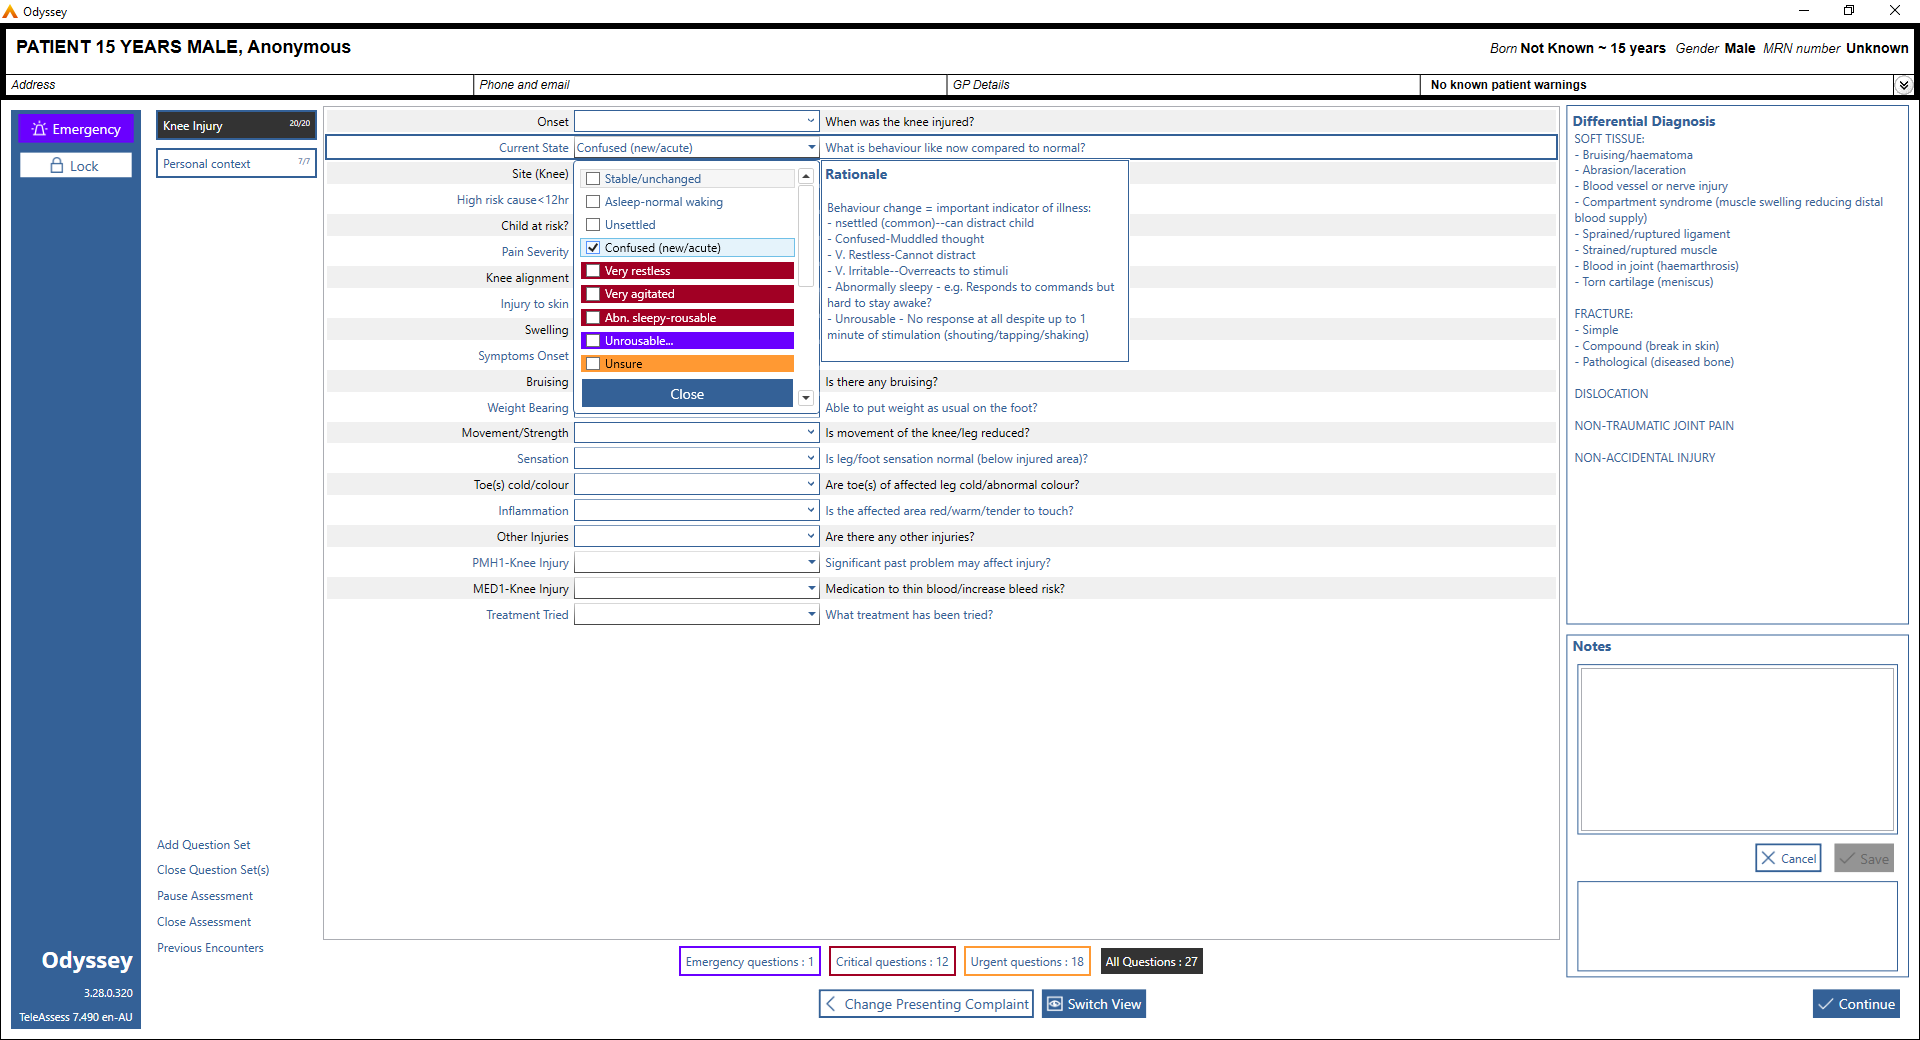 Odyssey
PATIENT 15 YEARS MALE, Anonymous
Born Not Known ~ 15 years Gender Male MRN number Unknown
Address
Phone and email
GP Details
No known patient warnings
Emergency
Lock
Knee Injury 20/20
Personal context 7/7
Onset When was the knee injured?
Current State Confused (new/acute) What is behaviour like now compared to normal?
Site (Knee)
High risk cause<12hr
Child at risk?
Pain Severity
Knee alignment
Injury to skin
Swelling
Symptoms Onset
Stable/unchanged
Asleep-normal waking
Unsettled
Confused (new/acute)
Very restless
Very agitated
Abn. sleepy-rousable
Unrousable...
Unsure
Close
Rationale
Behaviour change = important indicator of illness:
- nsettled (common)--can distract child
- Confused-Muddled thought
- V. Restless-Cannot distract
- V. Irritable--Overreacts to stimuli
- Abnormally sleepy - e.g. Responds to commands but
hard to stay awake?
- Unrousable - No response at all despite up to 1
minute of stimulation (shouting/tapping/shaking)
Bruising Is there any bruising?
Weight Bearing Able to put weight as usual on the foot?
Movement/Strength Is movement of the knee/leg reduced?
Sensation Is leg/foot sensation normal (below injured area)?
Toe(s) cold/colour Are toe(s) of affected leg cold/abnormal colour?
Inflammation Is the affected area red/warm/tender to touch?
Other Injuries Are there any other injuries?
PMH1-Knee Injury Significant past problem may affect injury?
MED1-Knee Injury Medication to thin blood/increase bleed risk?
Treatment Tried What treatment has been tried?
Differential Diagnosis
SOFT TISSUE:
- Bruising/haematoma
- Abrasion/laceration
- Blood vessel or nerve injury
- Compartment syndrome (muscle swelling reducing distal
blood supply)
- Sprained/ruptured ligament
- Strained/ruptured muscle
- Blood in joint (haemarthrosis)
- Torn cartilage (meniscus)
FRACTURE:
- Simple
- Compound (break in skin)
- Pathological (diseased bone)
DISLOCATION
NON-TRAUMATIC JOINT PAIN
NON-ACCIDENTAL INJURY
Notes
Cancel
Save
Add Question Set
Close Question Set(s)
Pause Assessment
Close Assessment
Previous Encounters
Odyssey
3.28.0.320
TeleAssess 7.490 en-AU
Emergency questions : 1
Critical questions : 12
Urgent questions : 18
All Questions : 27
Change Presenting Complaint
Switch View
Continue